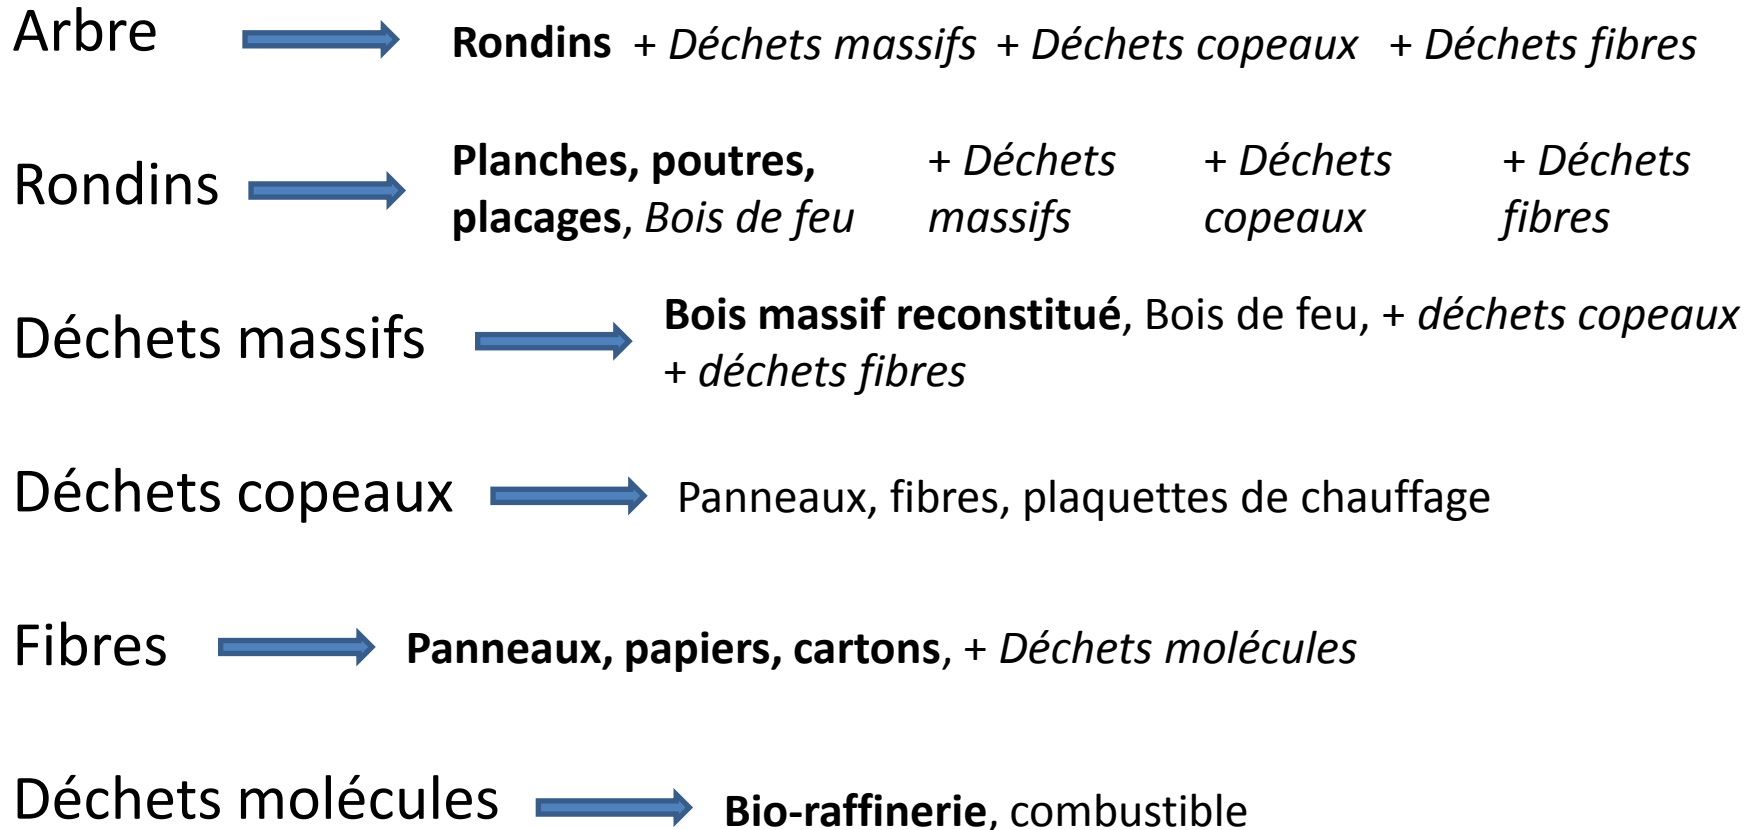 Arbre Rondins + Déchets massifs + Déchets copeaux + Déchets fibres
Rondins Planches, poutres, + Déchets + Déchets + Déchets
placages, Bois de feu massifs copeaux fibres
Déchets massifs Bois massif reconstitué, Bois de feu, + déchets copeaux
+ déchets fibres
Déchets copeaux Panneaux, fibres, plaquettes de chauffage
Fibres Panneaux, papiers, cartons, + Déchets molécules
Déchets molécules Bio-raffinerie, combustible